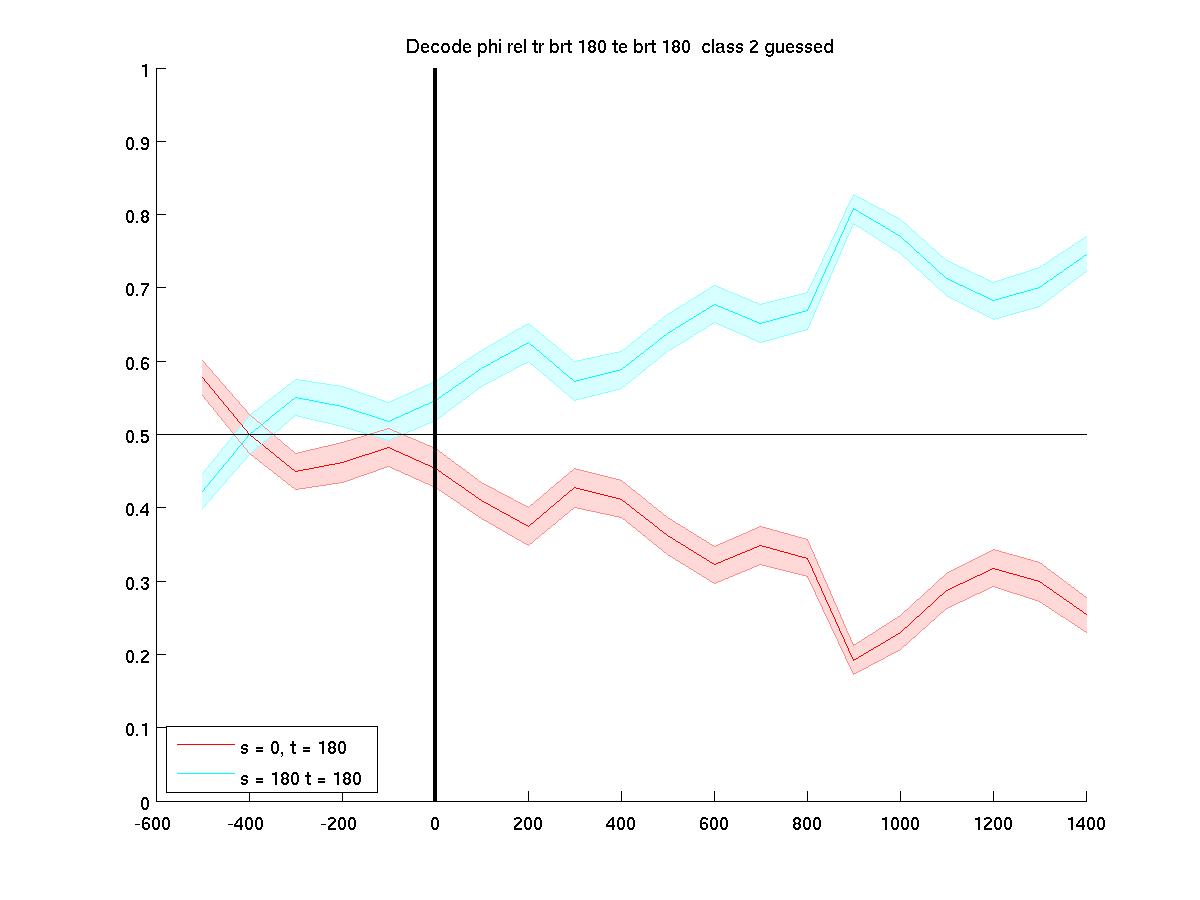 Decode phi rel tr brt 180 te brt 180  class 2 guessed
1
0.9
0.8
0.7
0.6
0.5
0.4
0.3
0.2
0.1
0
s = 0, t = 180
s = 180 t = 180
-600 -400 -200 0 200 400 600 800 1000 1200 1400